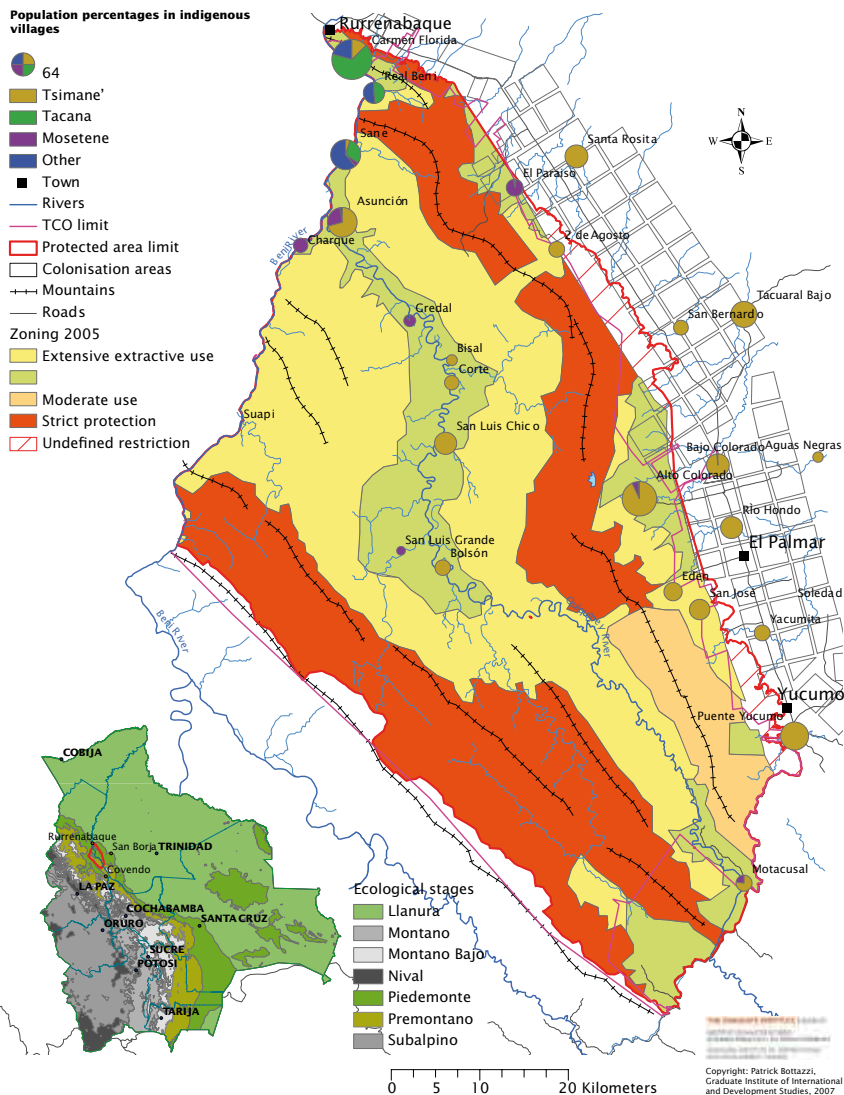 Population percentages in indigenous
villages
64
Tsimane'
Tacana
Mosetene
Other
Town
Rivers
TCO limit
Protected area limit
Colonisation areas
Mountains
Roads
Zoning 2005
Extensive extractive use
Moderate use
Strict protection
Undefined restriction
Rurrenabaque
Carmen Florida
Real Beni
Sane
Asunción
Beni River
Charque
Santa Rosita
El Paraiso
2 de Agosto
N
W
E
S
Tacuaral Bajo
San Bernardo
Gredal
Bisal
Corte
San Luis Chico
Suapi
Bajo Colorado
Aguas Negras
Alto Colorado
Río Hondo
El Palmar
San Luis Grande
Bolsón
Edén
San José
Soledad
Yacumita
River
Beni River
Yucumo
Puente Yucumo
Motacusal
COBIJA
Rurrenabaque
San Borja
TRINIDAD
Covendo
LA PAZ
COCHABAMBA
ORURO
SANTA CRUZ
SUCRE
POTOSI
TARIJA
Ecological stages
Llanura
Montano
Montano Bajo
Nival
Piedemonte
Premontano
Subalpino
0 5 10 20 Kilometers
Copyright: Patrick Bottazzi,
Graduate Institute of International
and Development Studies, 2007